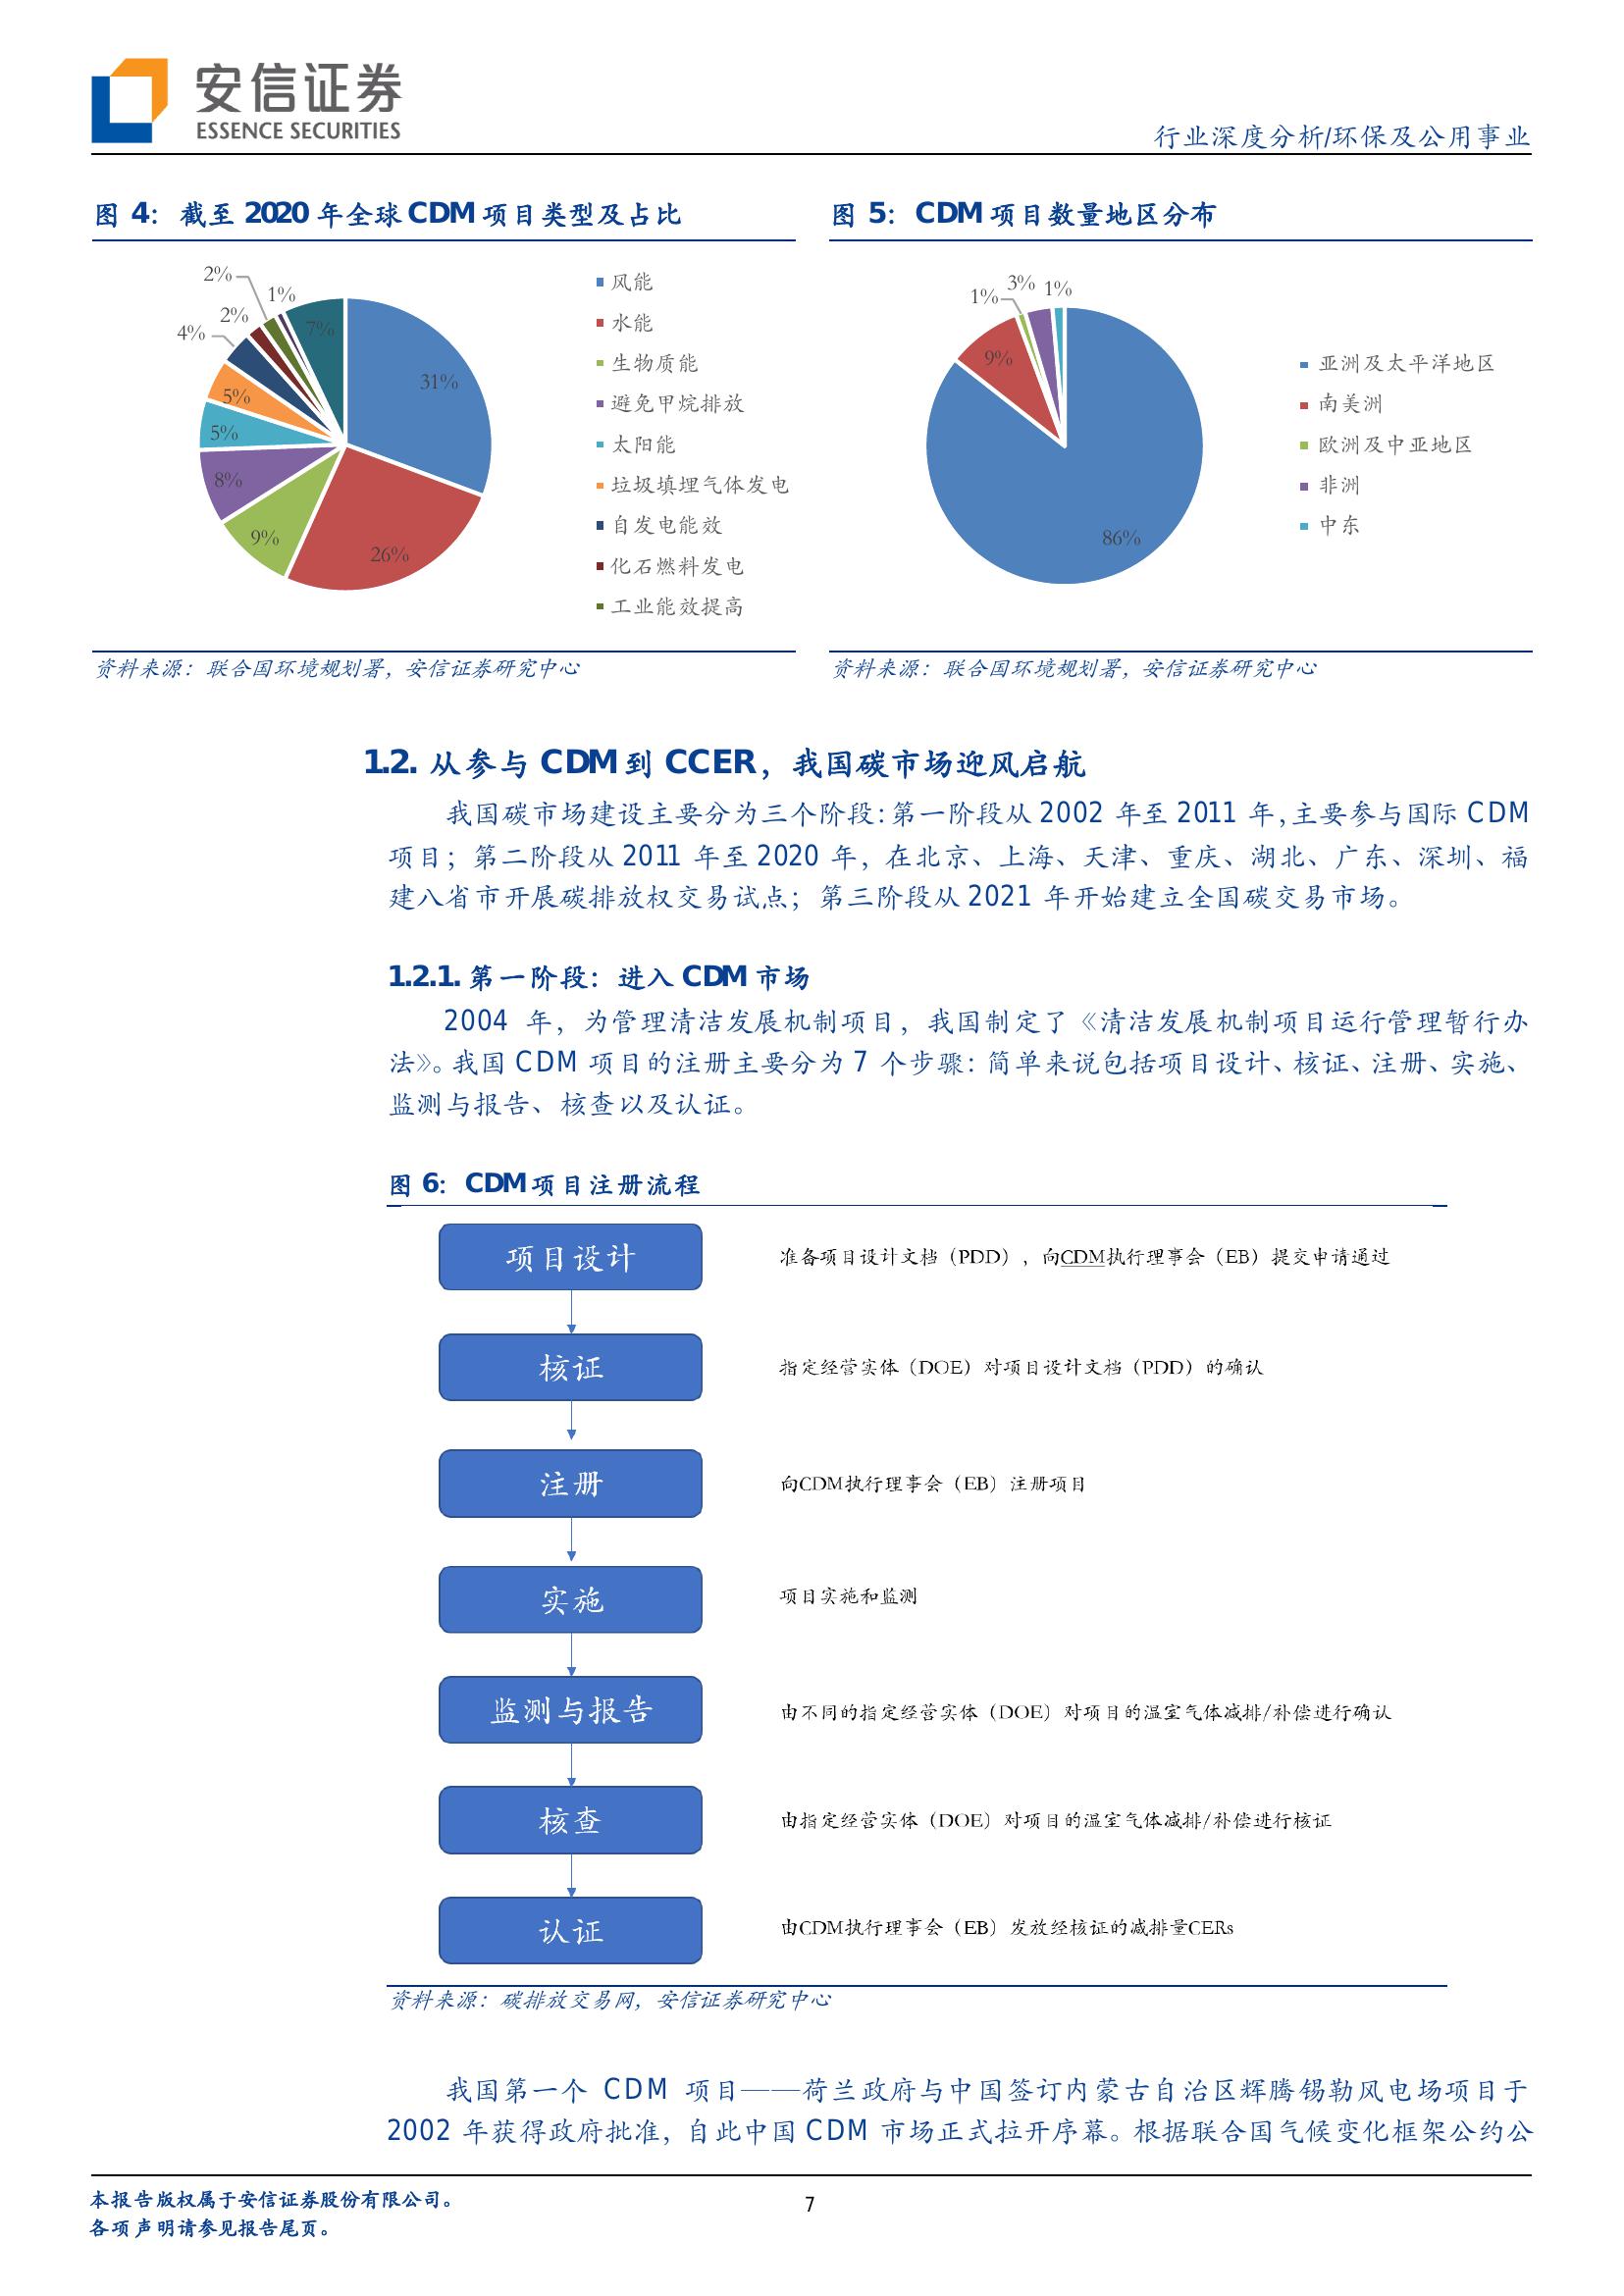 安信证券
ESSENCE SECURITIES
行业深度分析/环保及公用事业
图 4：截至 2020 年全球 CDM 项目类型及占比
2%
1%
2%
4%
7%
5%
5%
8%
9%
26%
31%
风能
水能
生物质能
避免甲烷排放
太阳能
垃圾填埋气体发电
自发电能效
化石燃料发电
工业能效提高
资料来源：联合国环境规划署，安信证券研究中心
图 5：CDM 项目数量地区分布
1%
3%
1%
9%
86%
亚洲及太平洋地区
南美洲
欧洲及中亚地区
非洲
中东
资料来源：联合国环境规划署，安信证券研究中心
1.2. 从参与 CDM 到 CCER，我国碳市场迎风启航
我国碳市场建设主要分为三个阶段：第一阶段从 2002 年至 2011 年，主要参与国际 CDM
项目；第二阶段从 2011 年至 2020 年，在北京、上海、天津、重庆、湖北、广东、深圳、福
建八省市开展碳排放权交易试点；第三阶段从 2021 年开始建立全国碳交易市场。
1.2.1. 第一阶段：进入 CDM 市场
2004 年，为管理清洁发展机制项目，我国制定了《清洁发展机制项目运行管理暂行办
法》。我国 CDM 项目的注册主要分为 7 个步骤：简单来说包括项目设计、核证、注册、实施、
监测与报告、核查以及认证。
图 6：CDM 项目注册流程
项目设计
准备项目设计文档（PDD），向CDM执行理事会（EB）提交申请通过
核证
指定经营实体（DOE）对项目设计文档（PDD）的确认
注册
向CDM执行理事会（EB）注册项目
实施
项目实施和监测
监测与报告
由不同的指定经营实体（DOE）对项目的温室气体减排/补偿进行确认
核查
由指定经营实体（DOE）对项目的温室气体减排/补偿进行核证
认证
由CDM执行理事会（EB）发放经核证的减排量CERs
资料来源：碳排放交易网，安信证券研究中心
我国第一个 CDM 项目——荷兰政府与中国签订内蒙古自治区辉腾锡勒风电场项目于
2002 年获得政府批准，自此中国 CDM 市场正式拉开序幕。根据联合国气候变化框架公约公
本报告版权属于安信证券股份有限公司。
各项声明请参见报告尾页。
7